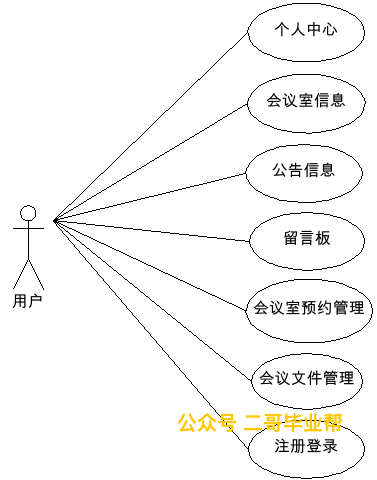 个人中心
会议室信息
公告信息
留言板
用户
会议室预约管理
会议文件管理
公众号 二哥毕业帮
注册登录